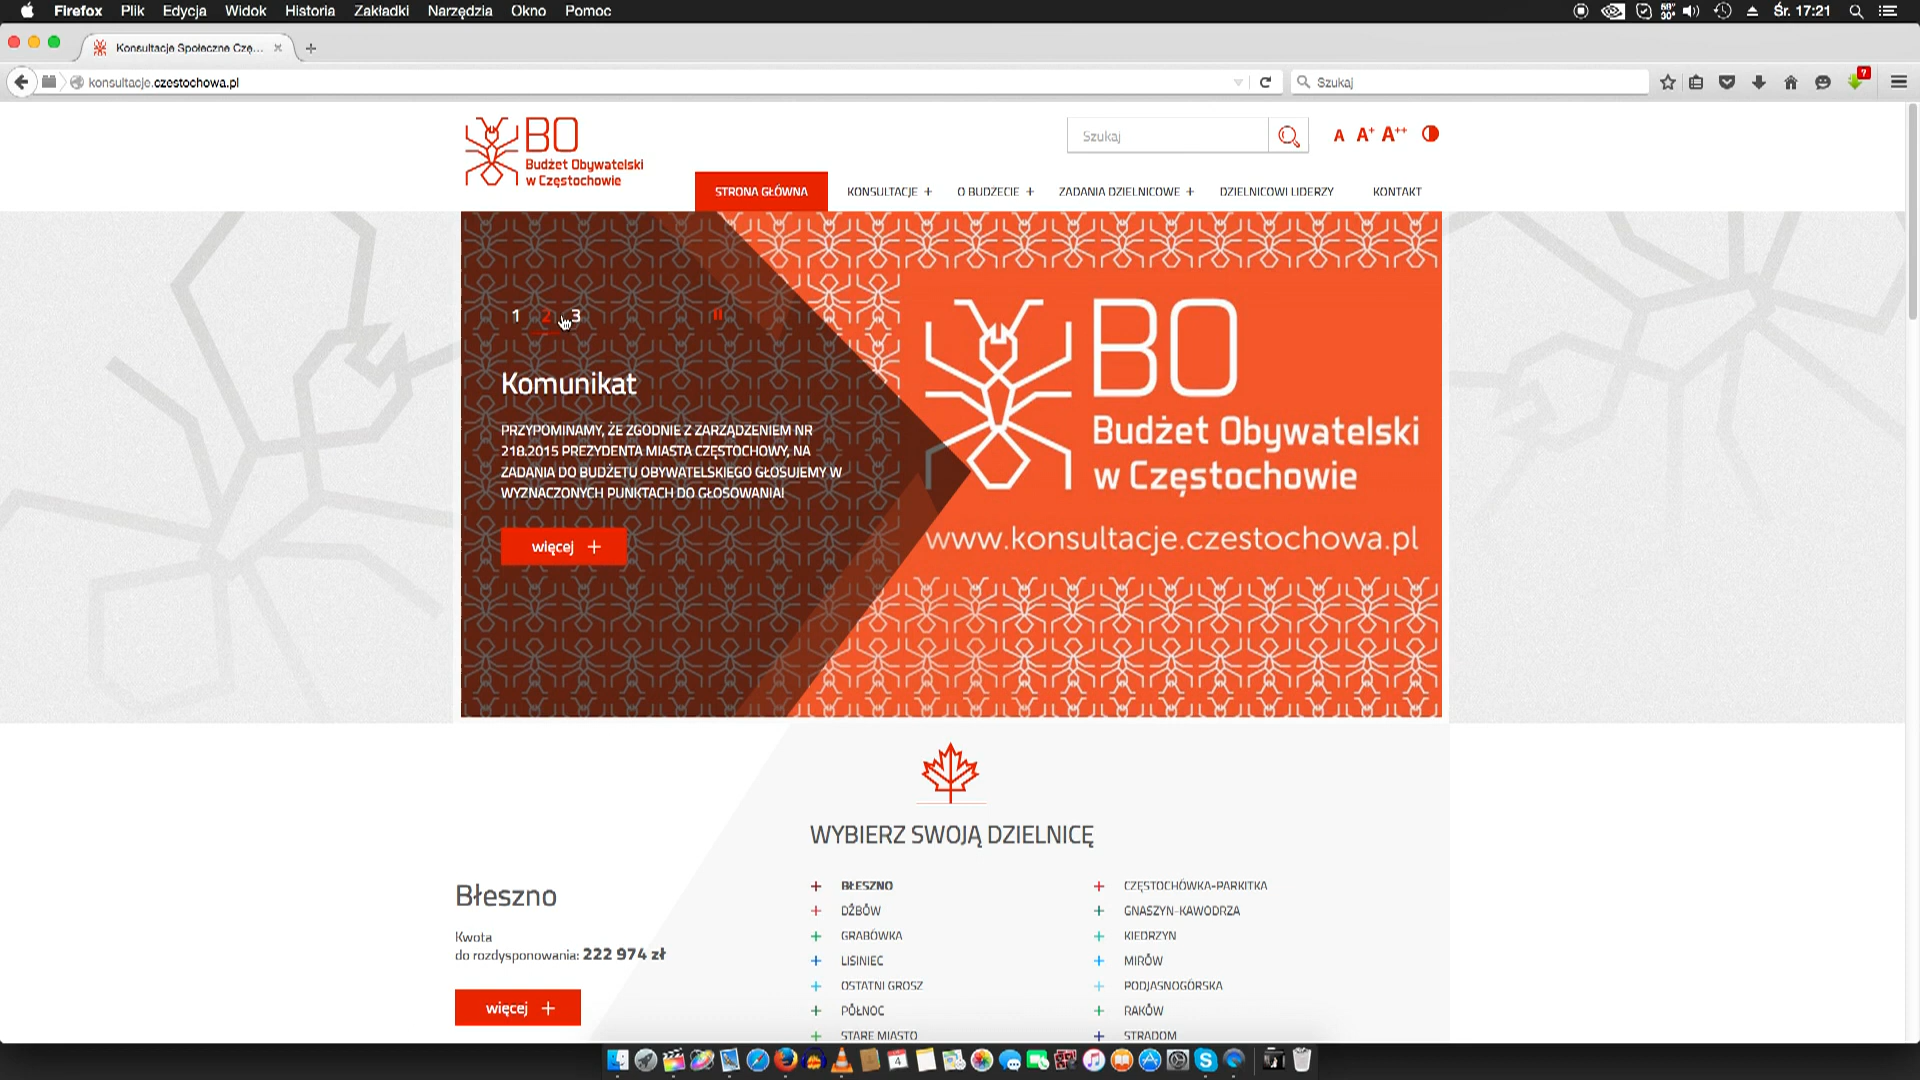 Firefox Plik Edycja Widok Historia Zakładki Narzędzia Okno Pomoc
Śr. 17:21
Konsultacje Społeczne Czę...
konsultacje.czestochowa.pl
Szukaj
7
BO
Budżet Obywatelski
w Częstochowie
Szukaj
A A+ A++
STRONA GŁÓWNA KONSULTACJE + O BUDŻECIE + ZADANIA DZIELNICOWE + DZIELNICOWI LIDERZY KONTAKT
1 2 3
Komunikat
PRZYPOMINAMY, ŻE ZGODNIE Z ZARZĄDZENIEM NR
218.2015 PREZYDENTA MIASTA CZĘSTOCHOWY, NA
ZADANIA DO BUDŻETU OBYWATELSKIEGO GŁOSUJEMY W
WYZNACZONYCH PUNKTACH DO GŁOSOWANIA!
więcej +
BO
Budżet Obywatelski
w Częstochowie
www.konsultacje.czestochowa.pl
WYBIERZ SWOJĄ DZIELNICĘ
Błeszno
Kwota
do rozdysponowania: 222 974 zł
więcej +
+ BŁESZNO
+ DŹBÓW
+ GRABÓWKA
+ LISINIEC
+ OSTATNI GROSZ
+ PÓŁNOC
+ STARE MIASTO
+ CZĘSTOCHÓWKA-PARKITKA
+ GNASZYN-KAWODRZA
+ KIEDRZYN
+ MIRÓW
+ PODJASNOGÓRSKA
+ RAKÓW
+ STRADOM